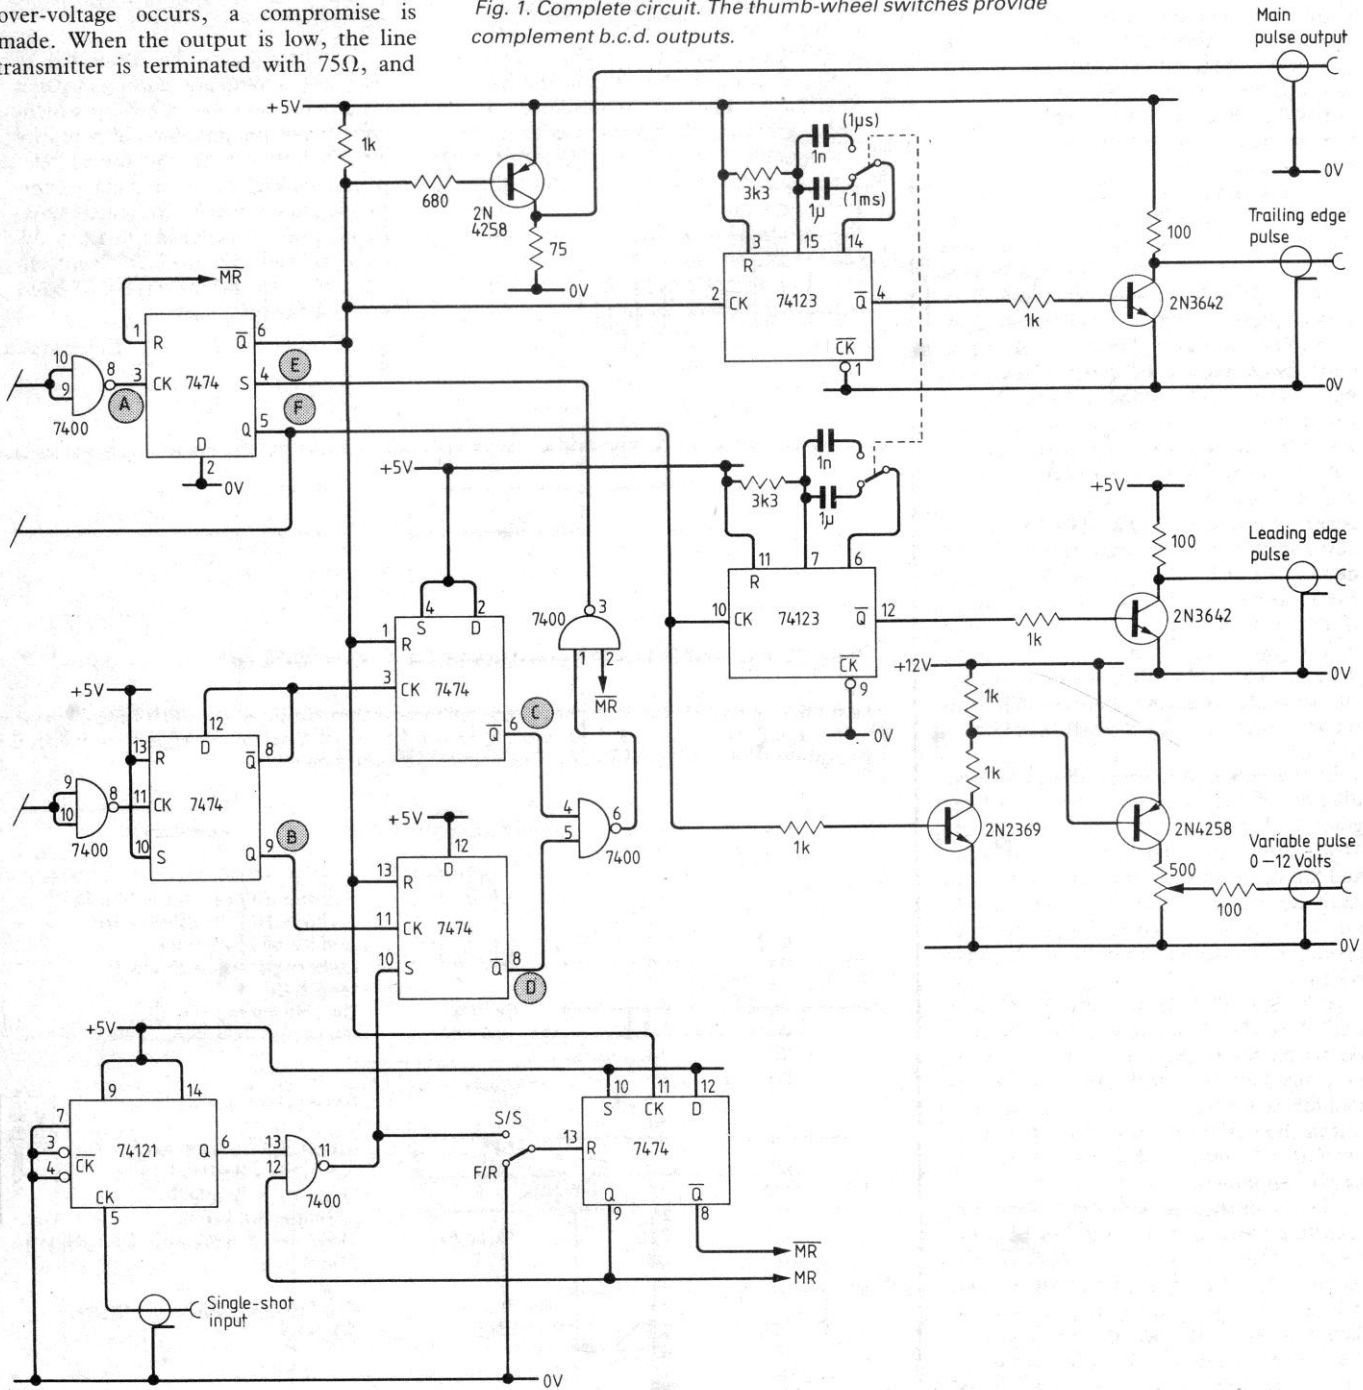 over-voltage occurs, a compromise is
made. When the output is low, the line
transmitter is terminated with 75Ω, and
Fig. 1. Complete circuit. The thumb-wheel switches provide
complement b.c.d. outputs.
Main
pulse output
+5V
1k
680
2N
4258
75
0V
(1μs)
1n
3k3
1μ
(1ms)
3
15
14
R
2
CK
74123
Q̅
4
C̅K̅
1
1k
100
2N3642
0V
Trailing edge
pulse
0V
M̅R̅
1
R
6
Q̅
10
9
8
3
CK
7474
S
4
E
7400
A
F
Q
5
D
2
0V
+5V
1n
3k3
1μ
11
7
6
R
10
CK
74123
Q̅
12
C̅K̅
9
0V
1k
+5V
100
Leading edge
pulse
2N3642
0V
4
2
S
D
1
R
3
CK
7474
Q̅
6
C
7400
3
1
2
M̅R̅
+5V
12
13
D
R
Q̅
8
9
10
8
11
CK
7474
7400
10
S
Q
9
B
+5V
12
D
13
R
11
CK
7474
10
S
Q̅
8
D
4
5
6
7400
+12V
1k
1k
1k
2N2369
2N4258
500
100
Variable pulse
0–12 Volts
0V
+5V
9
14
7
3
4
C̅K̅
74121
Q
6
CK
5
13
12
11
7400
S/S
F/R
10
11
12
S
CK
D
13
R
7474
Q
Q̅
9
8
M̅R̅
MR
Single-shot
input
0V